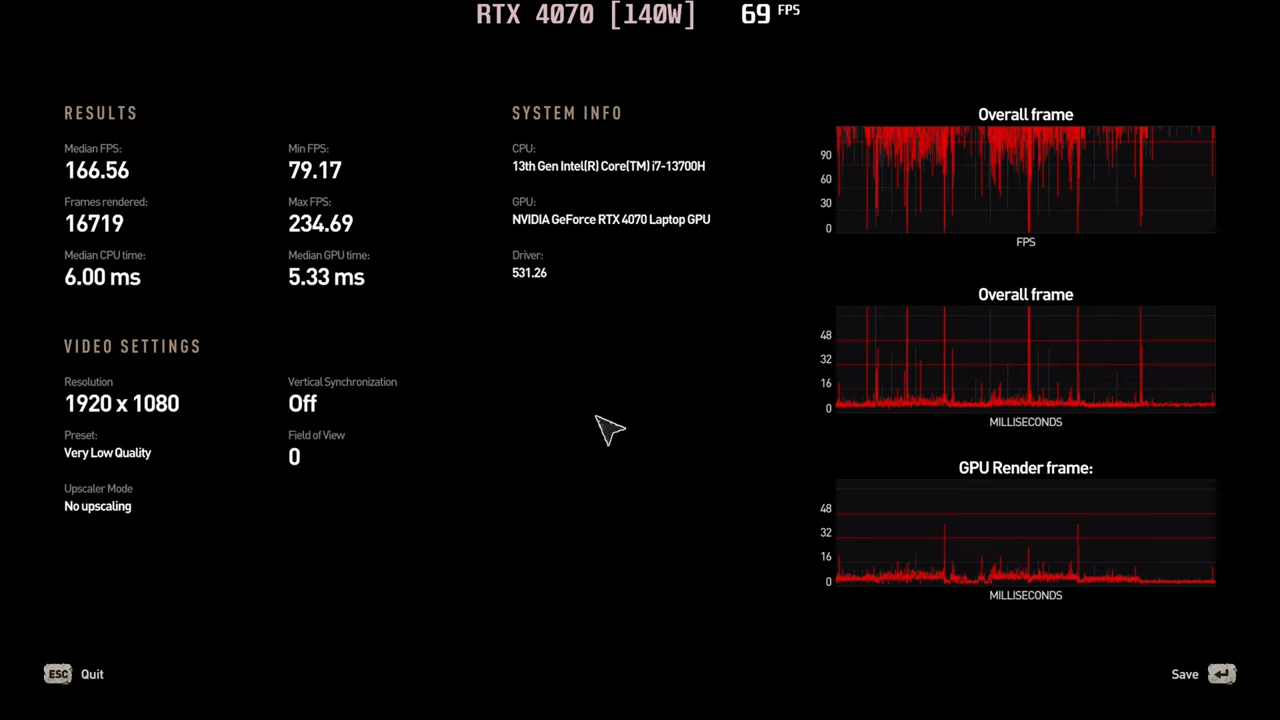 RTX 4070 [140W] 69 FPS
RESULTS
Median FPS: Min FPS:
166.56 79.17
Frames rendered: Max FPS:
16719 234.69
Median CPU time: Median GPU time:
6.00 ms 5.33 ms
VIDEO SETTINGS
Resolution Vertical Synchronization
1920 x 1080 Off
Preset: Field of View
Very Low Quality 0
Upscaler Mode
No upscaling
SYSTEM INFO
CPU:
13th Gen Intel(R) Core(TM) i7-13700H
GPU:
NVIDIA GeForce RTX 4070 Laptop GPU
Driver:
531.26
Overall frame
90
60
30
0
FPS
Overall frame
48
32
16
0
MILLISECONDS
GPU Render frame:
48
32
16
0
MILLISECONDS
ESC Quit
Save